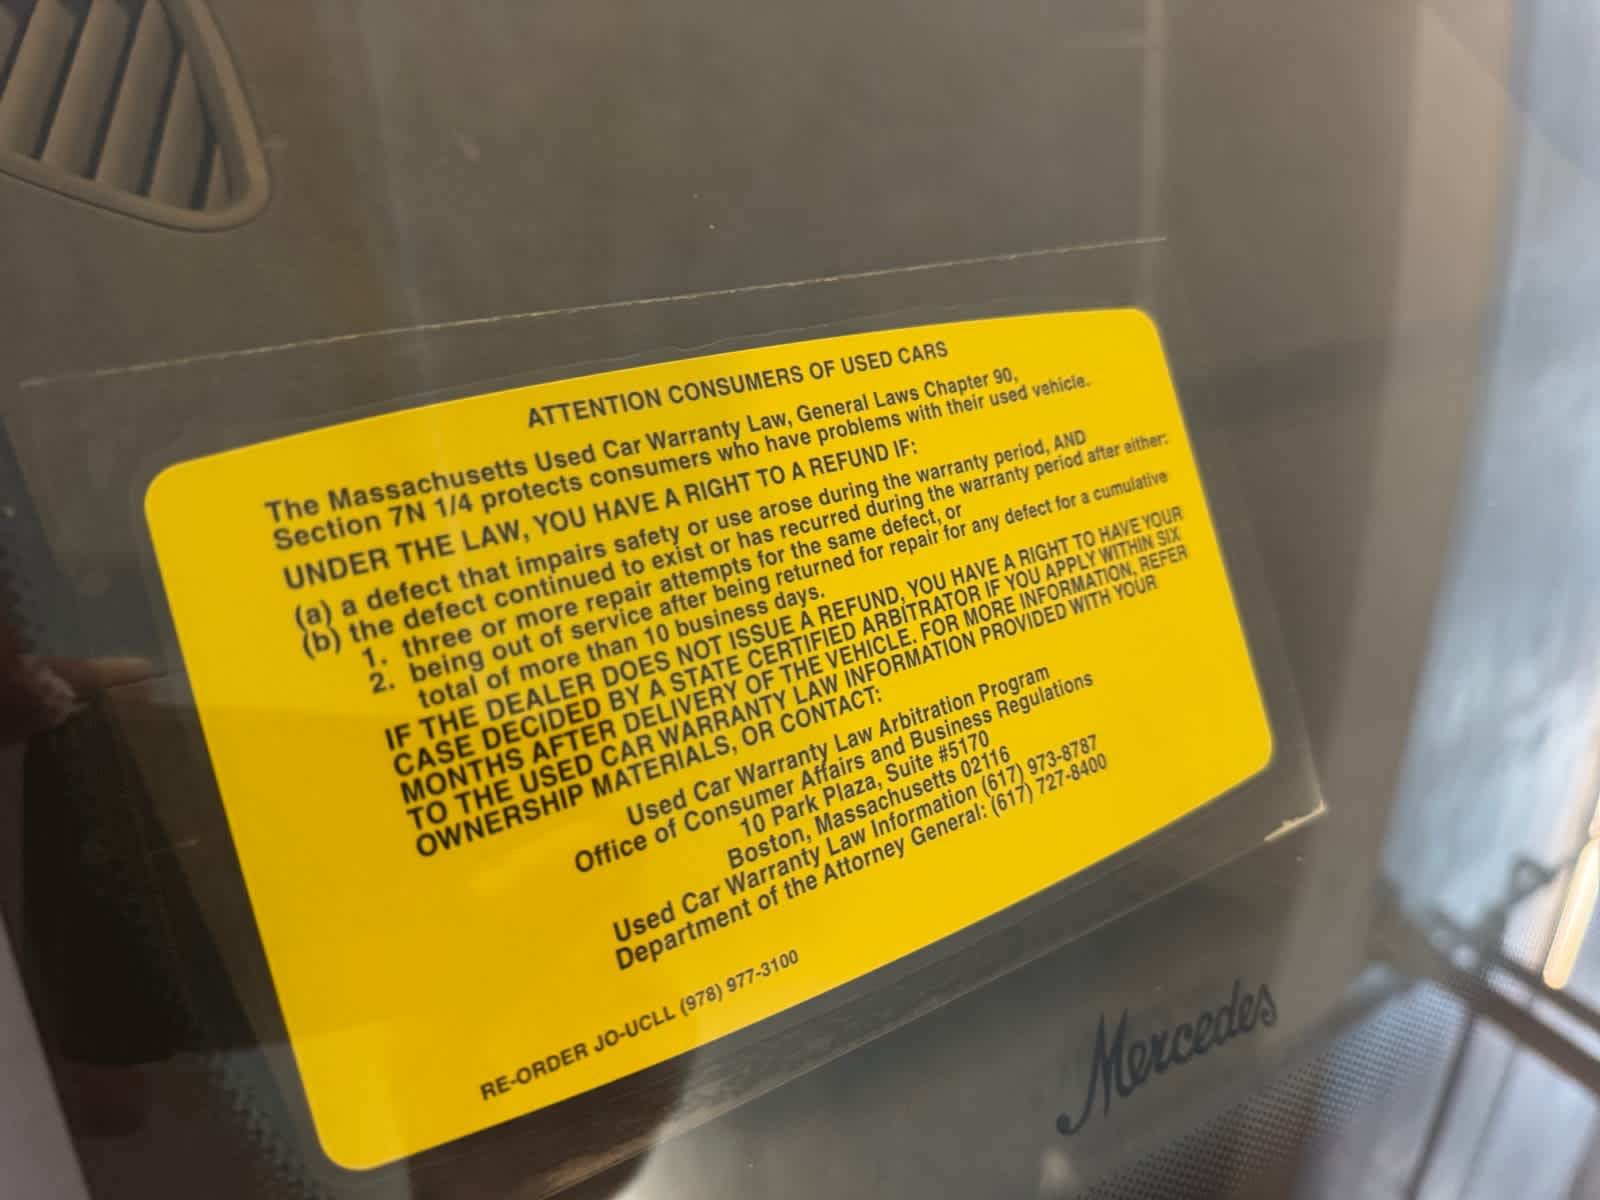 ATTENTION CONSUMERS OF USED CARS
The Massachusetts Used Car Warranty Law, General Laws Chapter 90,
Section 7N 1/4 protects consumers who have problems with their used vehicle.
UNDER THE LAW, YOU HAVE A RIGHT TO A REFUND IF:
(a) a defect that impairs safety or use arose during the warranty period, AND
(b) the defect continued to exist or has recurred during the warranty period after either:
1. three or more repair attempts for the same defect, or
2. being out of service after being returned for repair for any defect for a cumulative
total of more than 10 business days.
IF THE DEALER DOES NOT ISSUE A REFUND, YOU HAVE A RIGHT TO HAVE YOUR
CASE DECIDED BY A STATE CERTIFIED ARBITRATOR IF YOU APPLY WITHIN SIX
MONTHS AFTER DELIVERY OF THE VEHICLE. FOR MORE INFORMATION, REFER
TO THE USED CAR WARRANTY LAW INFORMATION PROVIDED WITH YOUR
OWNERSHIP MATERIALS, OR CONTACT:
Used Car Warranty Law Arbitration Program
Office of Consumer Affairs and Business Regulations
10 Park Plaza, Suite #5170
Boston, Massachusetts 02116
Used Car Warranty Law Information (617) 973-8787
Department of the Attorney General: (617) 727-8400
RE-ORDER JO-UCLL (978) 977-3100
Mercedes